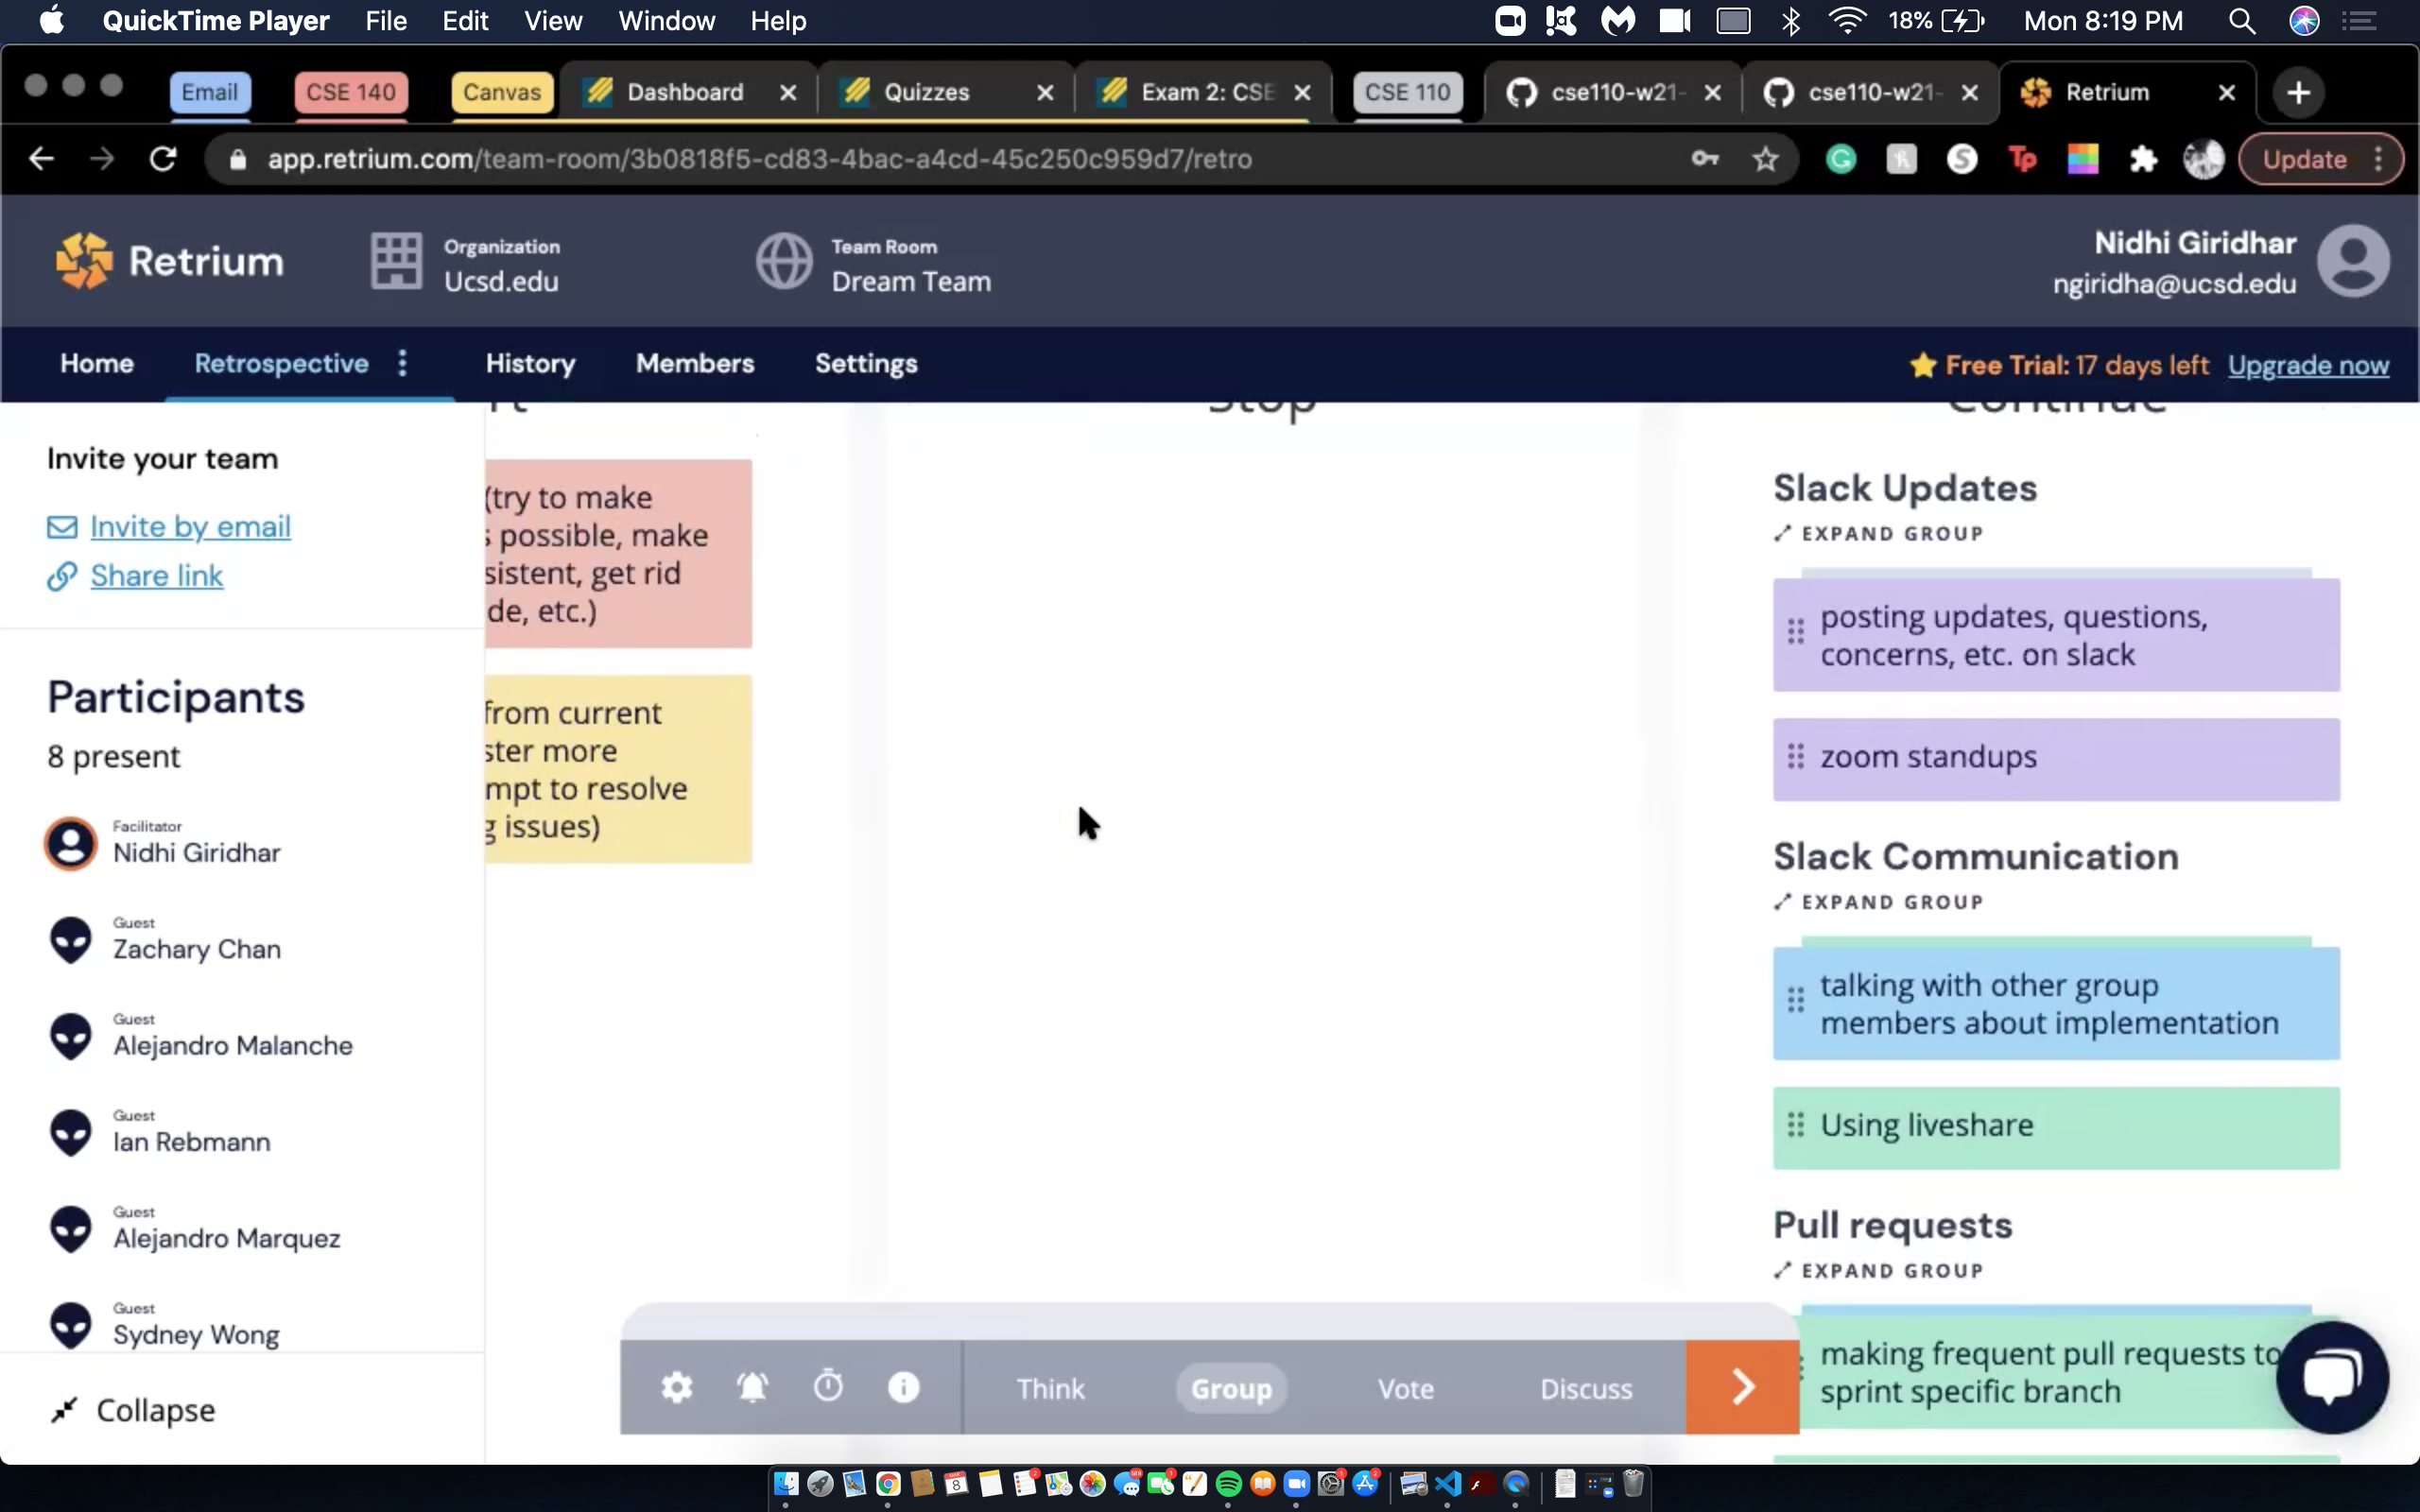 QuickTime Player File Edit View Window Help 18% Mon 8:19 PM
Email CSE 140 Canvas Dashboard Quizzes Exam 2: CSE CSE 110 cse110-w21- cse110-w21- Retrium
app.retrium.com/team-room/3b0818f5-cd83-4bac-a4cd-45c250c959d7/retro Update
Retrium
Organization
Ucsd.edu
Team Room
Dream Team
Nidhi Giridhar
ngiridha@ucsd.edu
Home Retrospective History Members Settings Free Trial: 17 days left Upgrade now
Invite your team
Invite by email
Share link
Participants
8 present
Facilitator
Nidhi Giridhar
Guest
Zachary Chan
Guest
Alejandro Malanche
Guest
Ian Rebmann
Guest
Alejandro Marquez
Guest
Sydney Wong
Collapse
(try to make
s possible, make
sistent, get rid
de, etc.)
from current
ster more
mpt to resolve
g issues)
Stop
Continue
Slack Updates
EXPAND GROUP
posting updates, questions,
concerns, etc. on slack
zoom standups
Slack Communication
EXPAND GROUP
talking with other group
members about implementation
Using liveshare
Pull requests
EXPAND GROUP
making frequent pull requests to
sprint specific branch
Think Group Vote Discuss